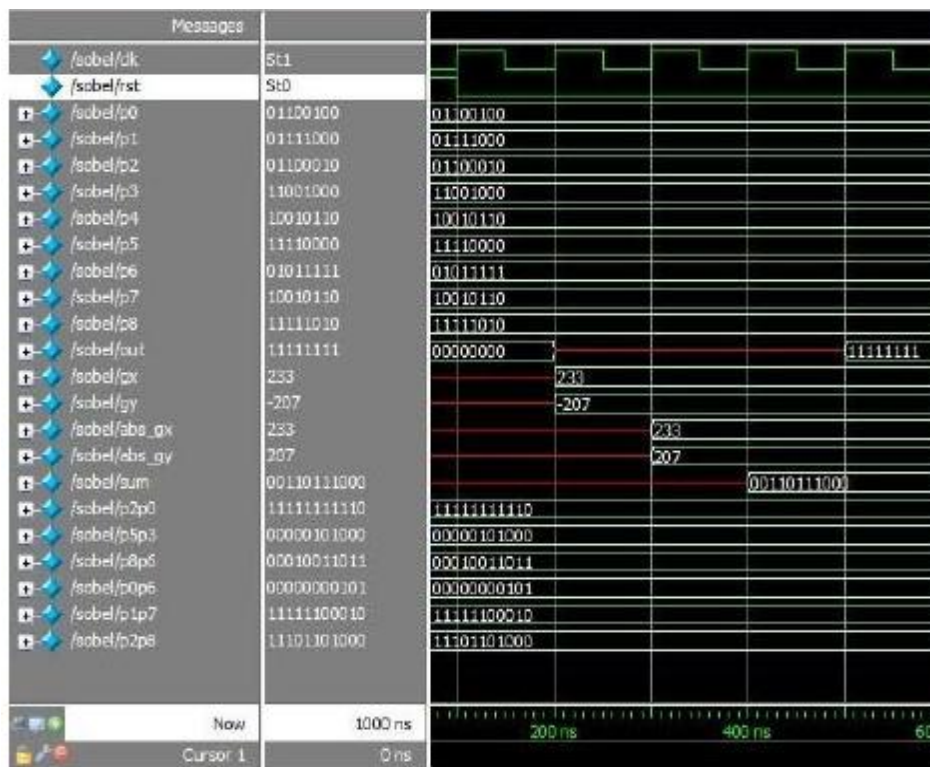 Messages
/sobel/clk St1
/sobel/rst St0
/sobel/p0 01100100 01100100
/sobel/p1 01111000 01111000
/sobel/p2 01100010 01100010
/sobel/p3 11001000 11001000
/sobel/p4 10010110 10010110
/sobel/p5 11110000 11110000
/sobel/p6 01011111 01011111
/sobel/p7 10010110 10010110
/sobel/p8 11111010 11111010
/sobel/out 11111111 00000000 11111111
/sobel/gx 233 233
/sobel/gy -207 -207
/sobel/abs_gx 233 233
/sobel/abs_gy 207 207
/sobel/sum 00110111000 00110111000
/sobel/p2p0 11111111110 11111111110
/sobel/p5p3 00000101000 00000101000
/sobel/p8p6 00010011011 00010011011
/sobel/p0p6 00000000101 00000000101
/sobel/p1p7 11111100010 11111100010
/sobel/p2p8 11101101000 11101101000
Now 1000 ns 200 ns 400 ns
Cursor 1 0 ns